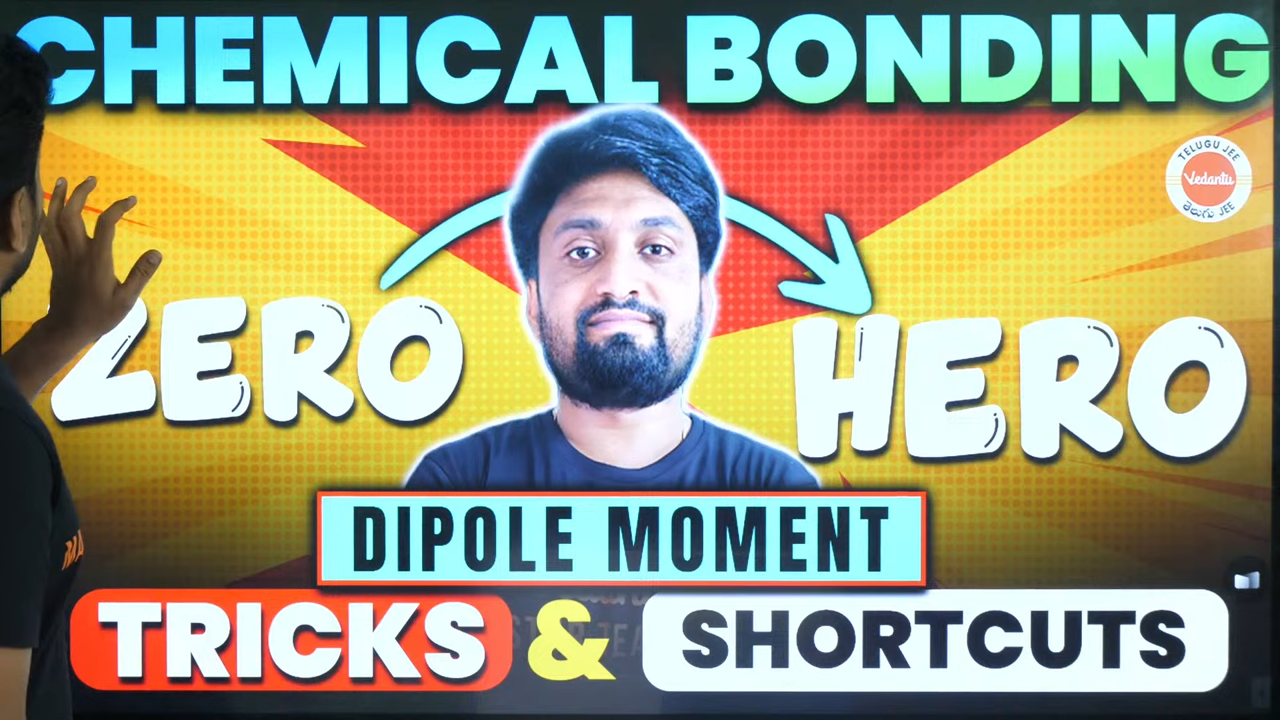 CHEMICAL BONDING
TELUGU JEE
Vedantu
తెలుగు JEE
ZERO
HERO
DIPOLE MOMENT
TRICKS & SHORTCUTS